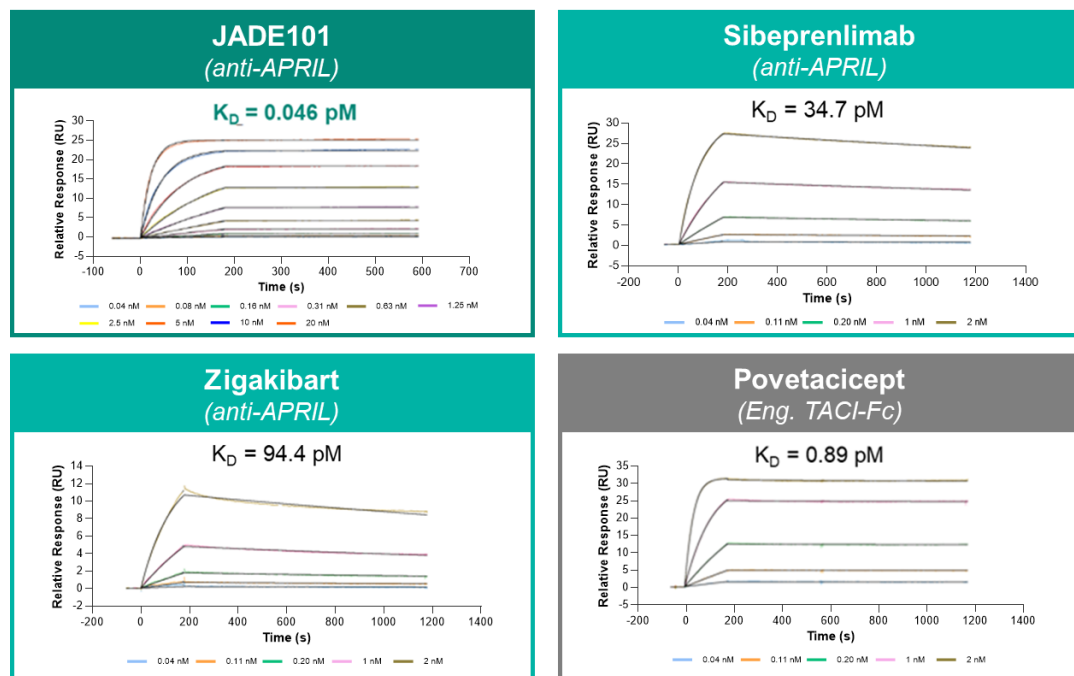 JADE101
(anti-APRIL)
K_D = 0.046 pM
Relative Response (RU)
30
25
20
15
10
5
0
-5
-100 0 100 200 300 400 500 600 700
Time (s)
0.04 nM 0.08 nM 0.16 nM 0.31 nM 0.63 nM 1.25 nM
2.5 nM 5 nM 10 nM 20 nM
Sibeprenlimab
(anti-APRIL)
K_D = 34.7 pM
Relative Response (RU)
30
25
20
15
10
5
0
-5
-200 0 200 400 600 800 1000 1200 1400
Time (s)
0.04 nM 0.11 nM 0.20 nM 1 nM 2 nM
Zigakibart
(anti-APRIL)
K_D = 94.4 pM
Relative Response (RU)
14
12
10
8
6
4
2
0
-2
-200 0 200 400 600 800 1000 1200 1400
Time (s)
0.04 nM 0.11 nM 0.20 nM 1 nM 2 nM
Povetacicept
(Eng. TACI-Fc)
K_D = 0.89 pM
Relative Response (RU)
35
30
25
20
15
10
5
0
-5
-200 0 200 400 600 800 1000 1200 1400
Time (s)
0.04 nM 0.11 nM 0.20 nM 1 nM 2 nM